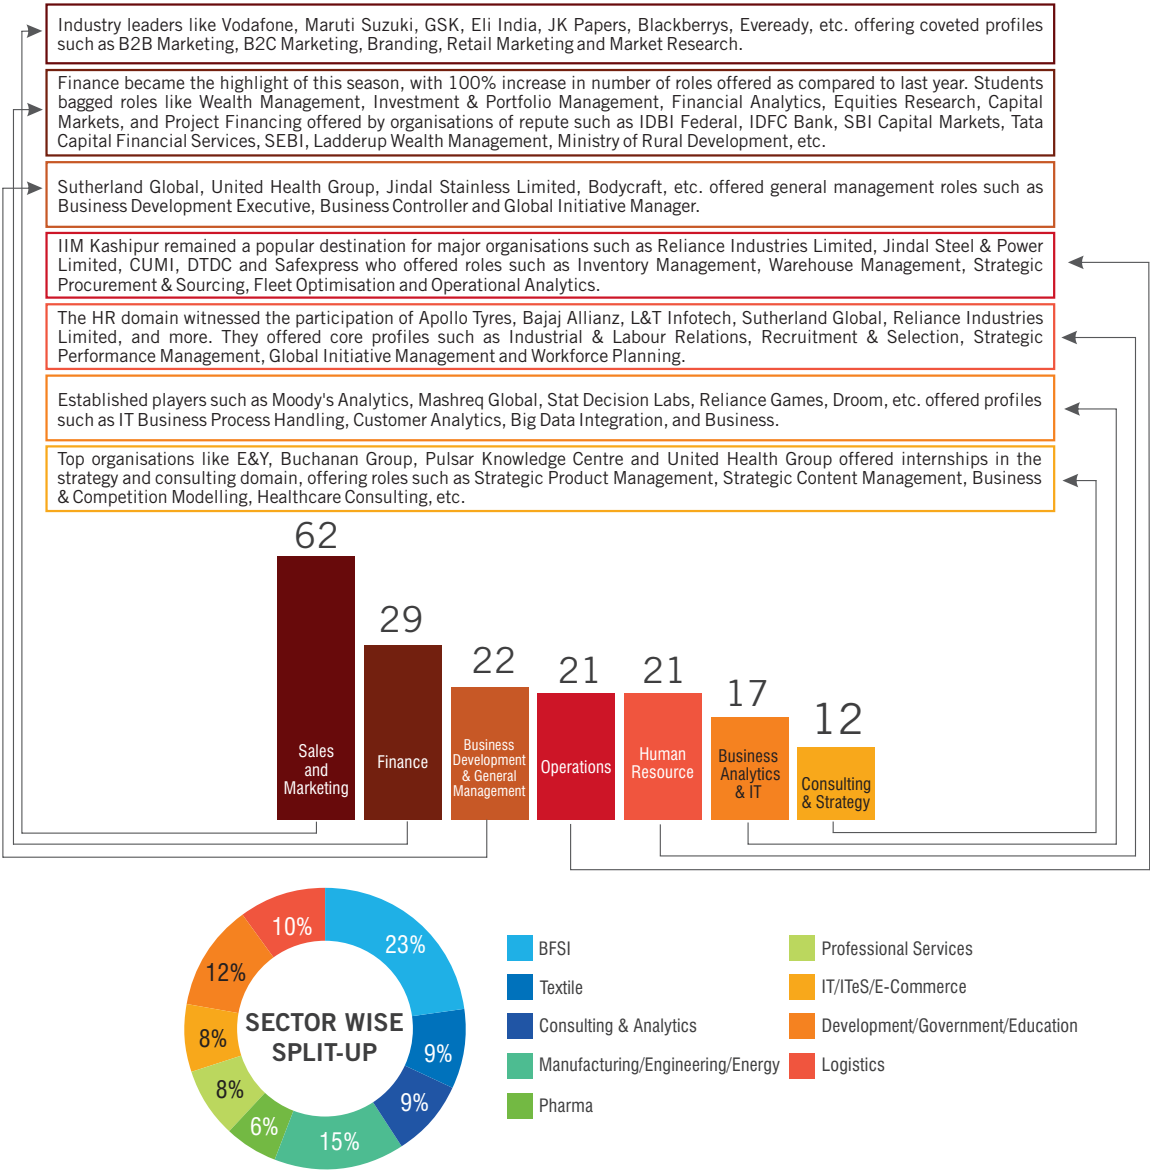 Industry leaders like Vodafone, Maruti Suzuki, GSK, Eli India, JK Papers, Blackberrys, Eveready, etc. offering coveted profiles
such as B2B Marketing, B2C Marketing, Branding, Retail Marketing and Market Research.
Finance became the highlight of this season, with 100% increase in number of roles offered as compared to last year. Students
bagged roles like Wealth Management, Investment & Portfolio Management, Financial Analytics, Equities Research, Capital
Markets, and Project Financing offered by organisations of repute such as IDBI Federal, IDFC Bank, SBI Capital Markets, Tata
Capital Financial Services, SEBI, Ladderup Wealth Management, Ministry of Rural Development, etc.
Sutherland Global, United Health Group, Jindal Stainless Limited, Bodycraft, etc. offered general management roles such as
Business Development Executive, Business Controller and Global Initiative Manager.
IIM Kashipur remained a popular destination for major organisations such as Reliance Industries Limited, Jindal Steel & Power
Limited, CUMI, DTDC and Safexpress who offered roles such as Inventory Management, Warehouse Management, Strategic
Procurement & Sourcing, Fleet Optimisation and Operational Analytics.
The HR domain witnessed the participation of Apollo Tyres, Bajaj Allianz, L&T Infotech, Sutherland Global, Reliance Industries
Limited, and more. They offered core profiles such as Industrial & Labour Relations, Recruitment & Selection, Strategic
Performance Management, Global Initiative Management and Workforce Planning.
Established players such as Moody's Analytics, Mashreq Global, Stat Decision Labs, Reliance Games, Droom, etc. offered profiles
such as IT Business Process Handling, Customer Analytics, Big Data Integration, and Business.
Top organisations like E&Y, Buchanan Group, Pulsar Knowledge Centre and United Health Group offered internships in the
strategy and consulting domain, offering roles such as Strategic Product Management, Strategic Content Management, Business
& Competition Modelling, Healthcare Consulting, etc.
62
Sales
and
Marketing
29
Finance
22
Business
Development
& General
Management
21
Operations
21
Human
Resource
17
Business
Analytics
& IT
12
Consulting
& Strategy
SECTOR WISE
SPLIT-UP
23%
9%
9%
15%
6%
8%
8%
12%
10%
BFSI
Textile
Consulting & Analytics
Manufacturing/Engineering/Energy
Pharma
Professional Services
IT/ITeS/E-Commerce
Development/Government/Education
Logistics